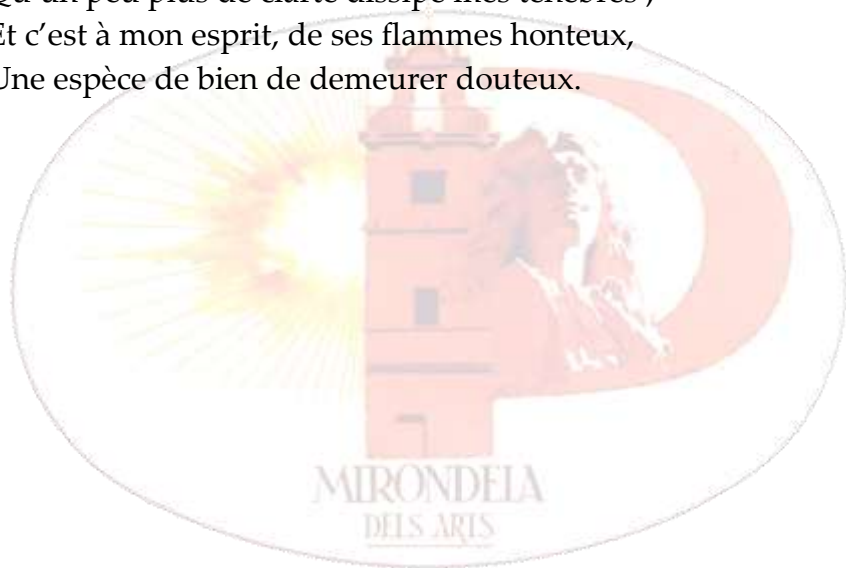 Qu’un peu plus de clarté dissipe mes ténèbres ;
Et c’est à mon esprit, de ses flammes honteux,
Une espèce de bien de demeurer douteux.
MIRONDELA
DELS ARTS